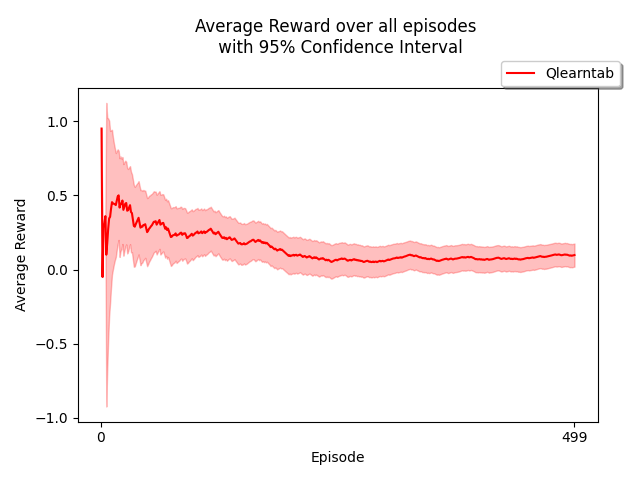 Average Reward over all episodes
with 95% Confidence Interval
Qlearntab
1.0
0.5
0.0
−0.5
−1.0
Average Reward
0
499
Episode